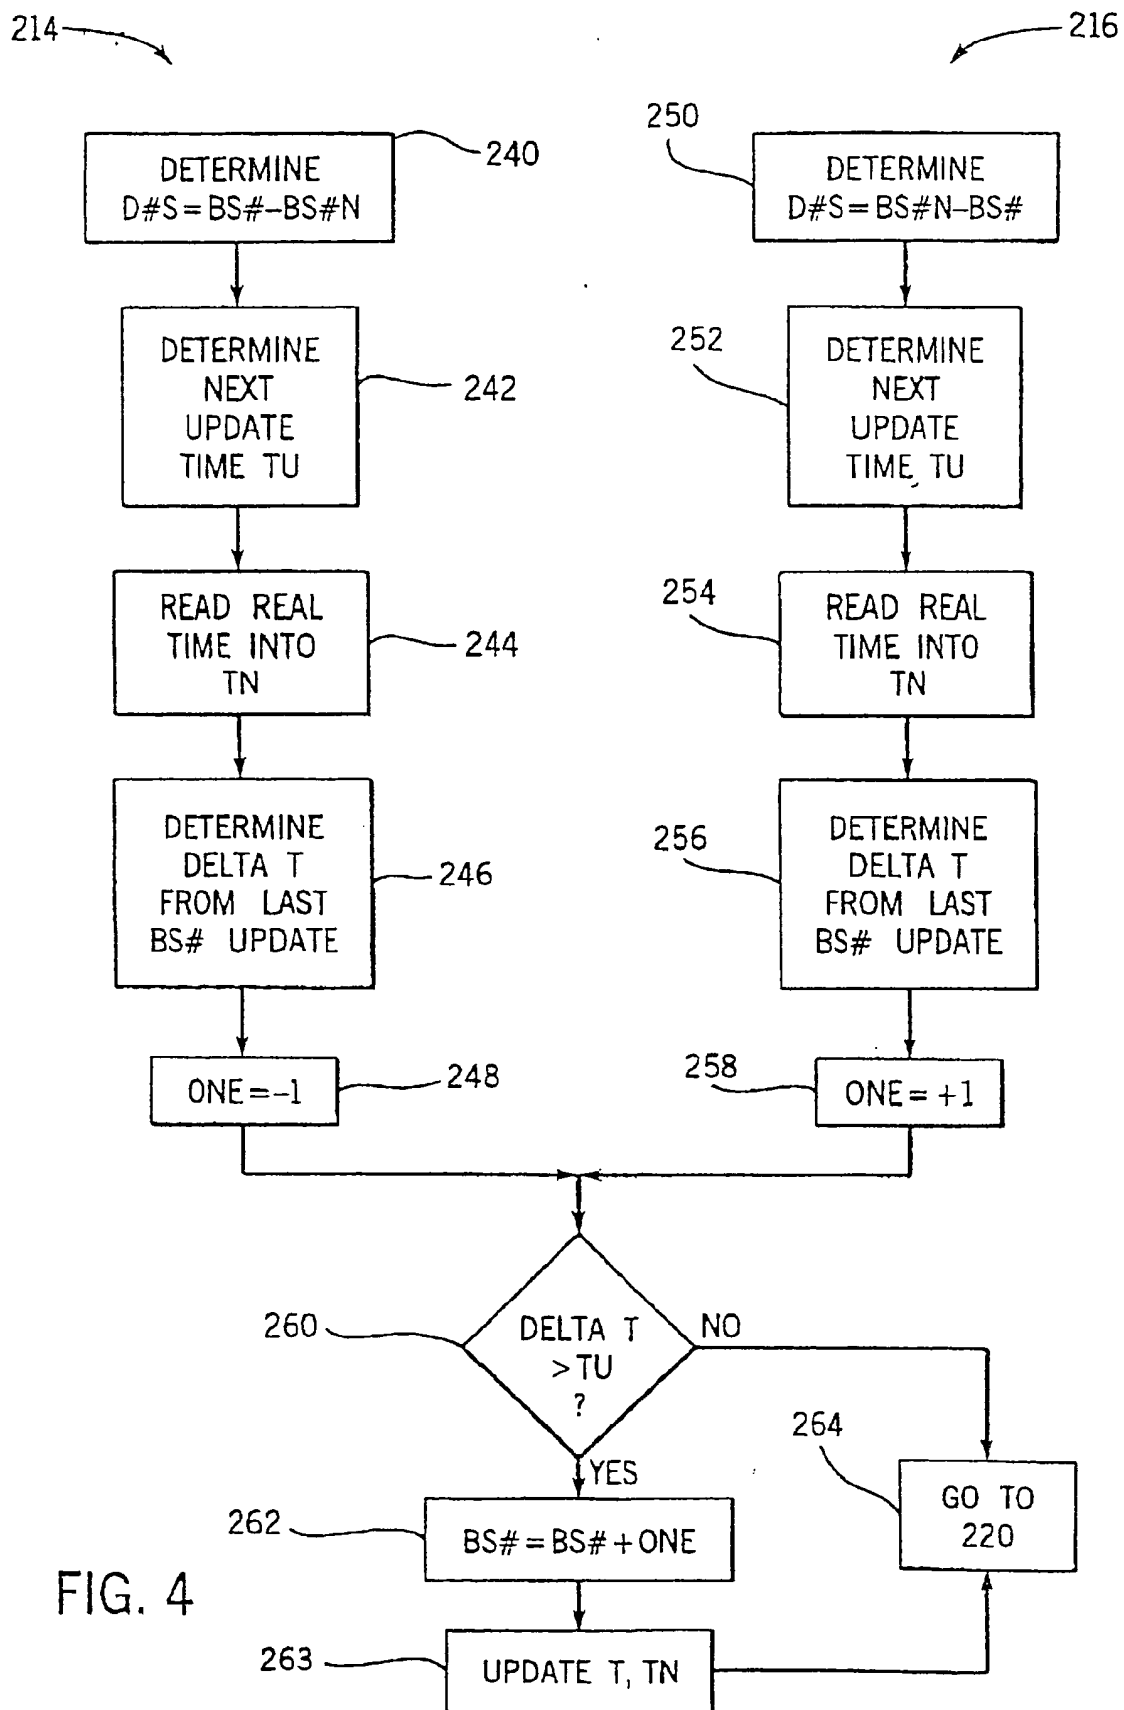 214
216
240
DETERMINE
D#S=BS#-BS#N
250
DETERMINE
D#S=BS#N-BS#
DETERMINE
NEXT
UPDATE
TIME TU
242
252
DETERMINE
NEXT
UPDATE
TIME TU
READ REAL
TIME INTO
TN
244
254
READ REAL
TIME INTO
TN
DETERMINE
DELTA T
FROM LAST
BS# UPDATE
246
256
DETERMINE
DELTA T
FROM LAST
BS# UPDATE
ONE=-1
248
258
ONE=+1
260
DELTA T
>TU
?
NO
YES
264
GO TO
220
262
BS#=BS#+ONE
263
UPDATE T, TN
FIG. 4